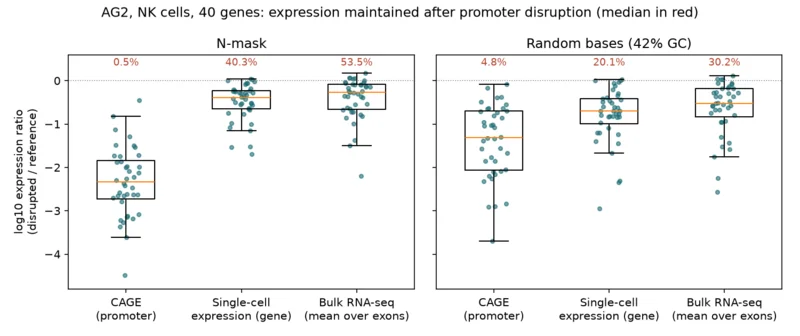 AG2, NK cells, 40 genes: expression maintained after promoter disruption (median in red)
N-mask
Random bases (42% GC)
0.5%
40.3%
53.5%
4.8%
20.1%
30.2%
log10 expression ratio
(disrupted / reference)
0
−1
−2
−3
−4
CAGE
(promoter)
Single-cell
expression (gene)
Bulk RNA-seq
(mean over exons)
CAGE
(promoter)
Single-cell
expression (gene)
Bulk RNA-seq
(mean over exons)